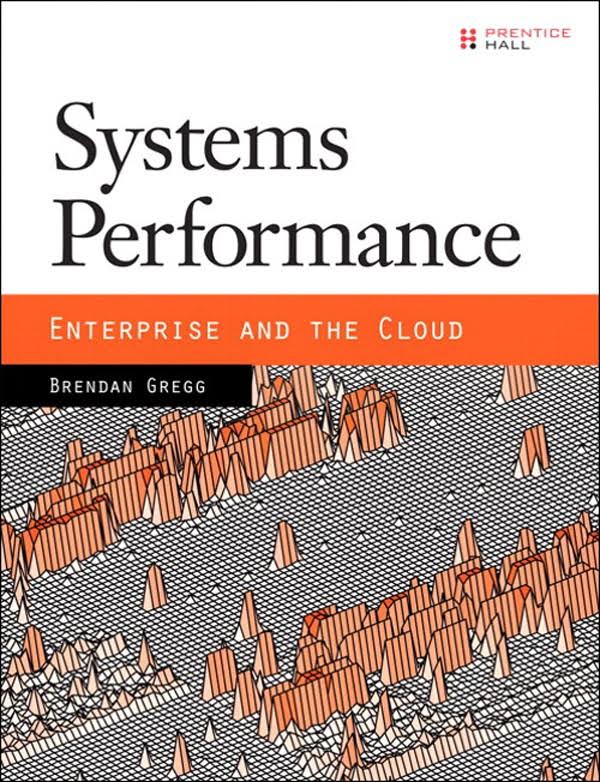 PRENTICE
HALL
Systems
Performance
ENTERPRISE AND THE CLOUD
BRENDAN GREGG